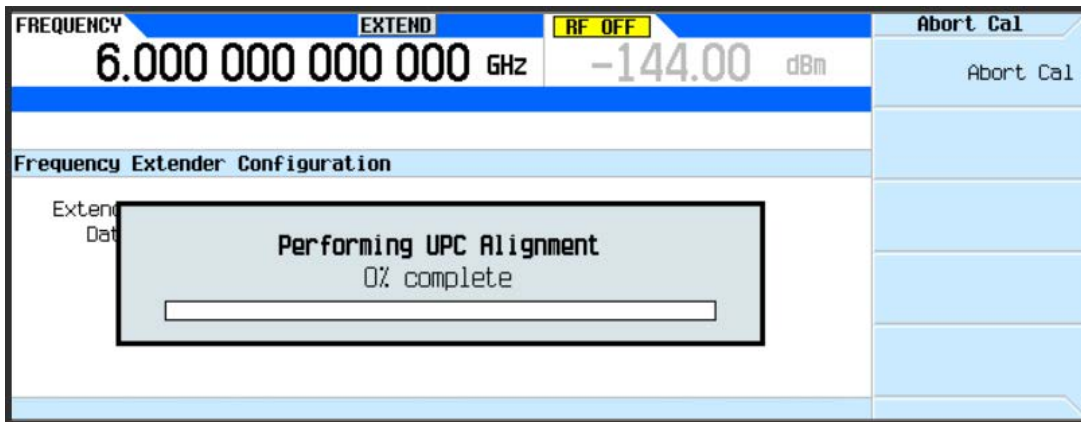 FREQUENCY EXTEND RF OFF Abort Cal
6.000 000 000 000 GHz -144.00 dBm Abort Cal
Frequency Extender Configuration
Extend
Dat
Performing UPC Alignment
0% complete